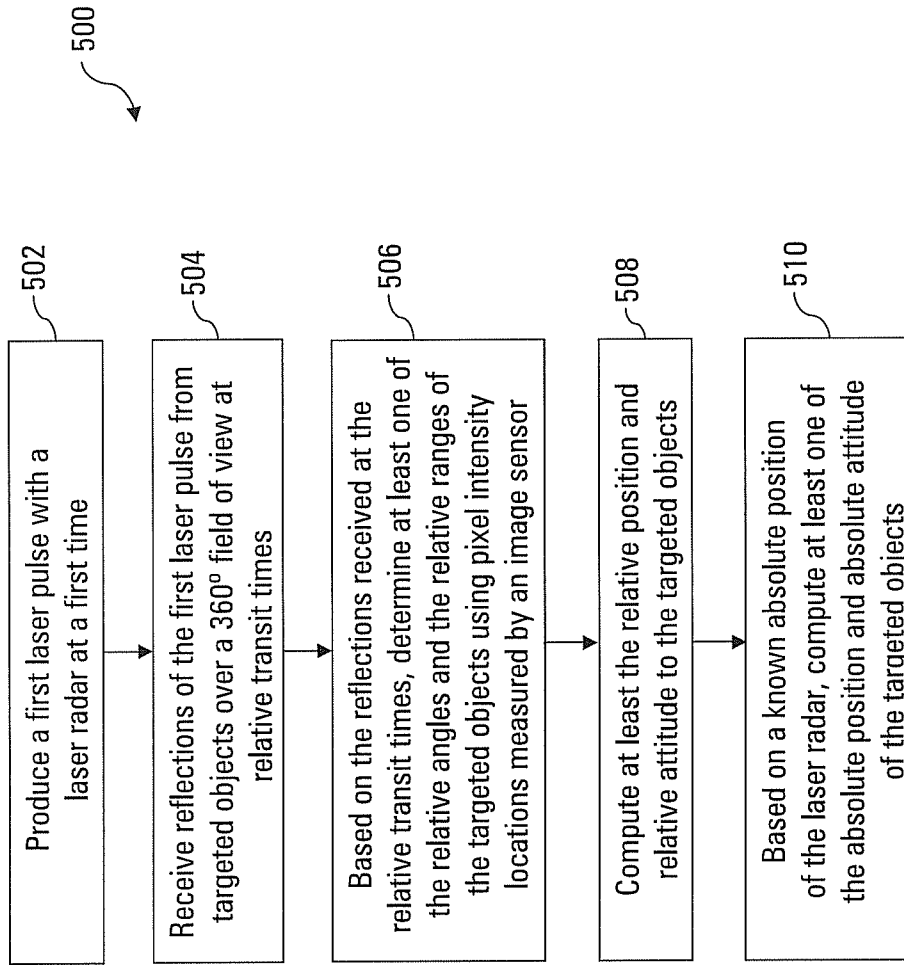 500
502
Produce a first laser pulse with a
laser radar at a first time
504
Receive reflections of the first laser pulse from
targeted objects over a 360º field of view at
relative transit times
506
Based on the reflections received at the
relative transit times, determine at least one of
the relative angles and the relative ranges of
the targeted objects using pixel intensity
locations measured by an image sensor
508
Compute at least the relative position and
relative attitude to the targeted objects
510
Based on a known absolute position
of the laser radar, compute at least one of
the absolute position and absolute attitude
of the targeted objects